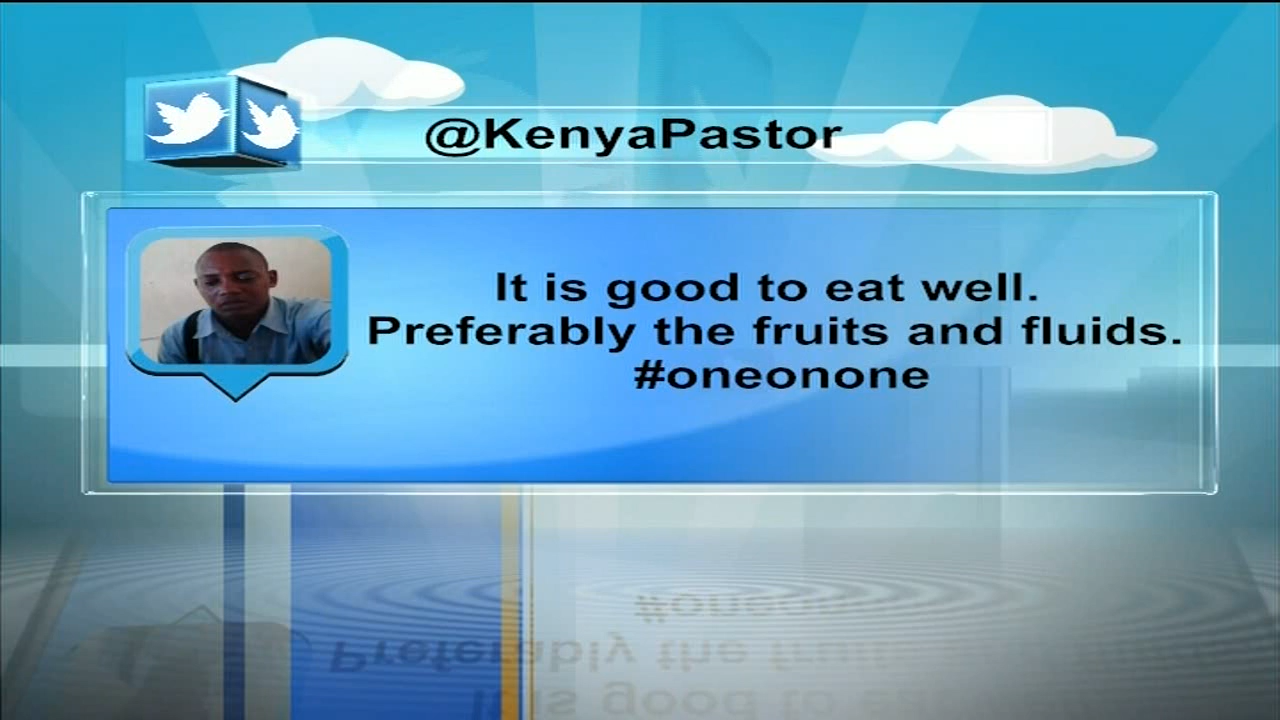 @KenyaPastor
It is good to eat well.
Preferably the fruits and fluids.
#oneonone